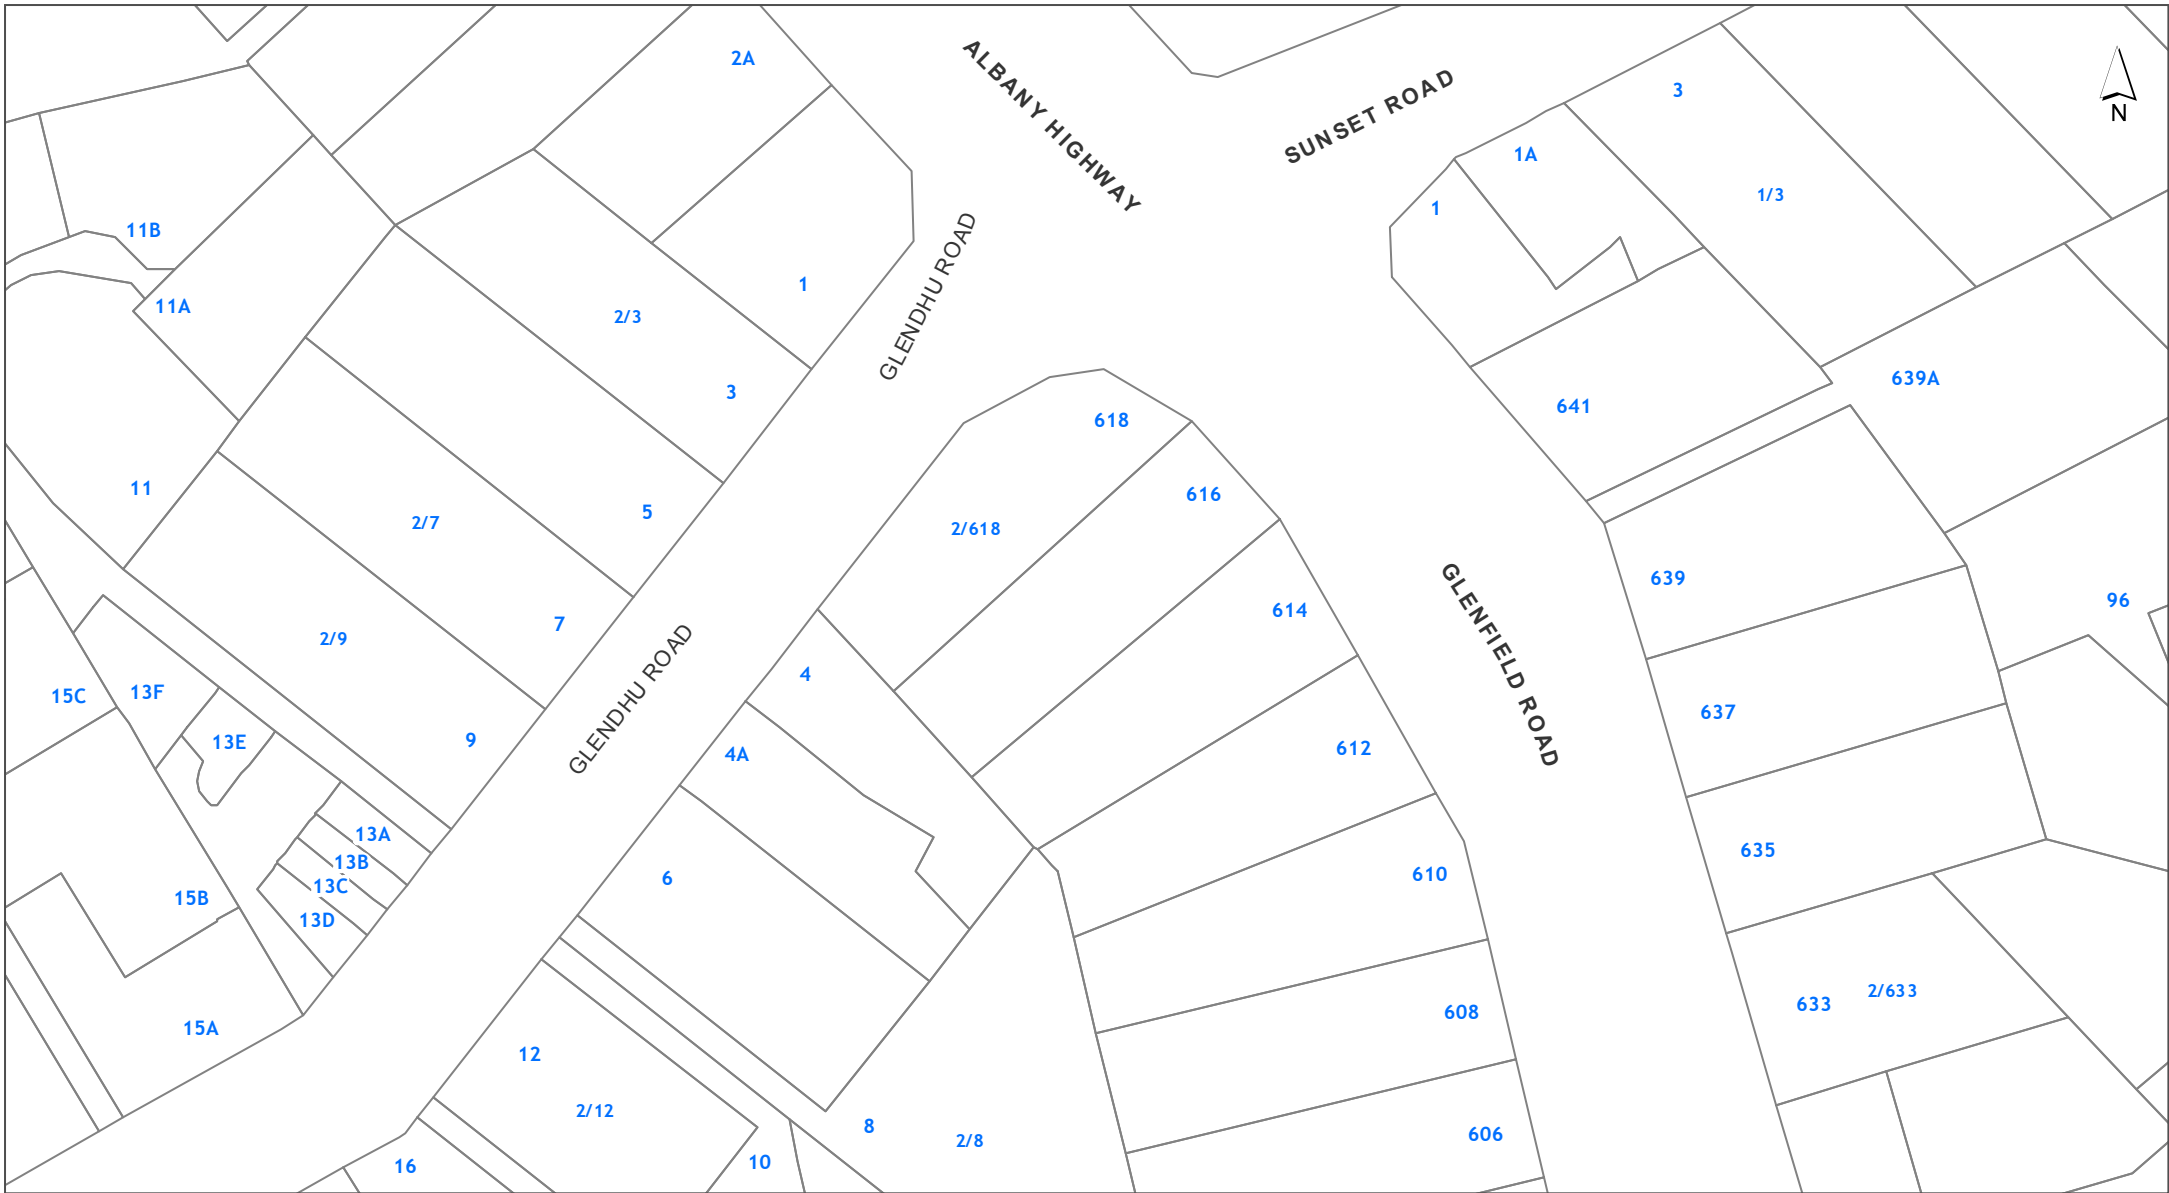 2A
ALBANY HIGHWAY
SUNSET ROAD
3
N
1A
1/3
1
11B
GLENDHU ROAD
11A
1
2/3
639A
3
641
618
11
616
5
2/7
2/618
639
96
614
GLENFIELD ROAD
7
2/9
GLENDHU ROAD
4
15C
13F
637
9
13E
4A
612
13A
635
13B
13C
6
610
15B
13D
2/633
633
608
15A
12
2/12
8
2/8
606
10
16